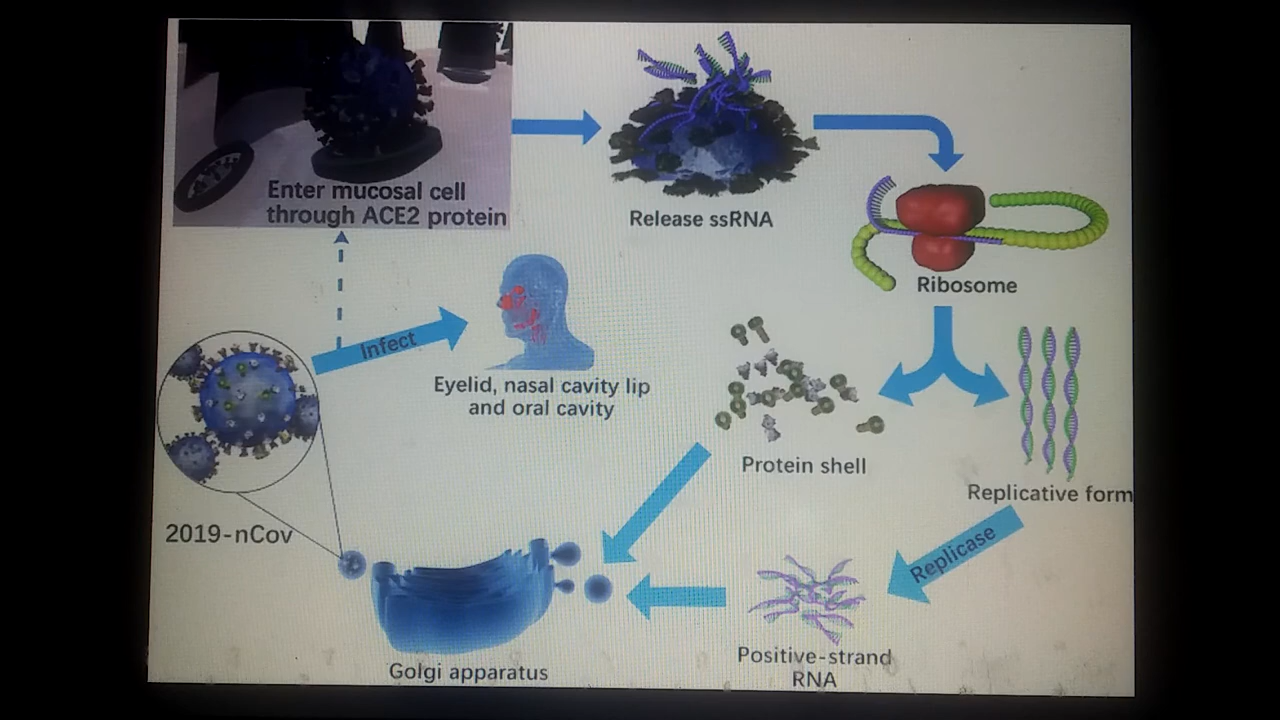 Enter mucosal cell
through ACE2 protein
Release ssRNA
Ribosome
Infect
Eyelid, nasal cavity lip
and oral cavity
Protein shell
Replicative form
2019-nCov
Replicase
Golgi apparatus
Positive-strand
RNA